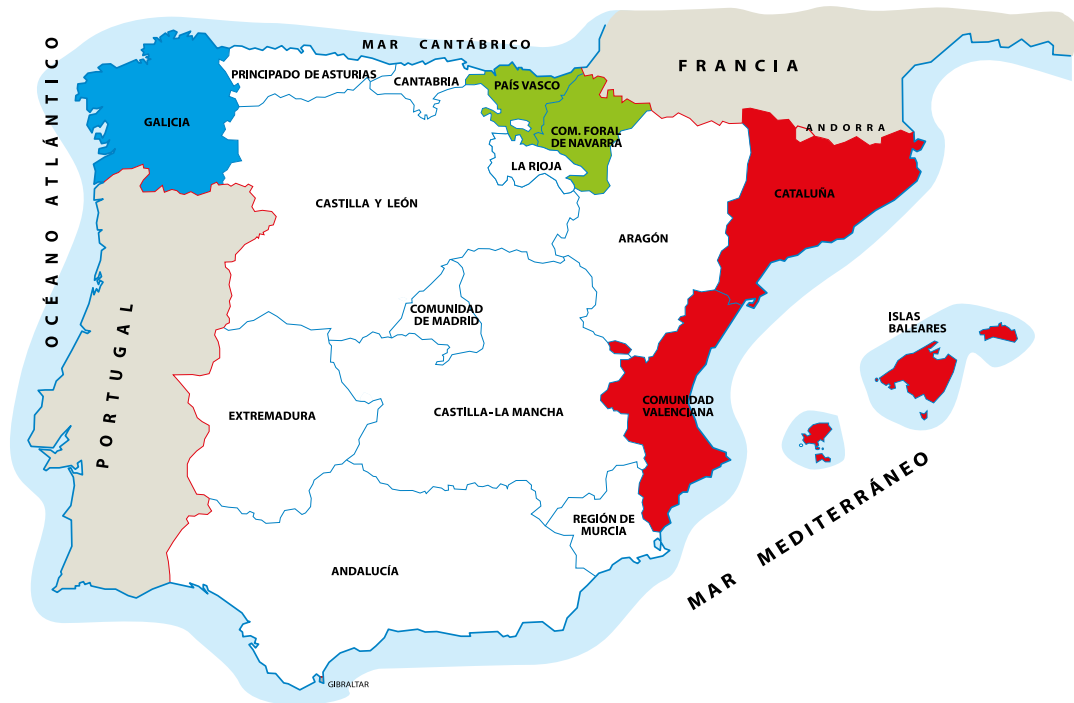 OCÉANO ATLÁNTICO
MAR CANTÁBRICO
FRANCIA
PRINCIPADO DE ASTURIAS
CANTABRIA
PAÍS VASCO
GALICIA
COM. FORAL
DE NAVARRA
ANDORRA
LA RIOJA
CATALUÑA
CASTILLA Y LEÓN
ARAGÓN
COMUNIDAD
DE MADRID
ISLAS
BALEARES
PORTUGAL
EXTREMADURA
CASTILLA-LA MANCHA
COMUNIDAD
VALENCIANA
MAR MEDITERRÁNEO
REGIÓN DE
MURCÍA
ANDALUCÍA
GIBRALTAR